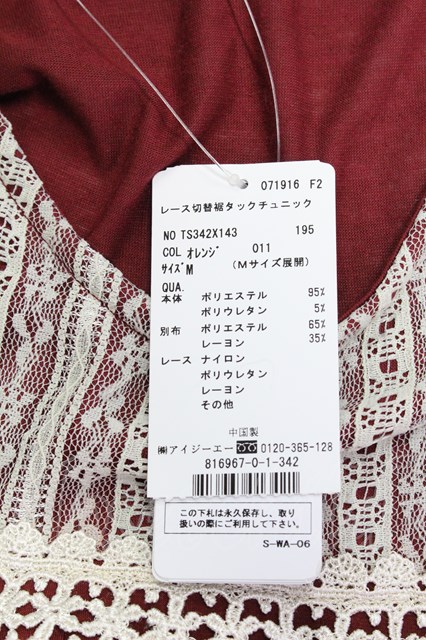 071916 F2
レース切替裾タックチュニック
NO TS342X143 195
COL オレンジ 011
サイズM (Mサイズ展開)
QUA.
本体 ポリエステル 95%
ポリウレタン 5%
別布 ポリエステル 65%
レーヨン 35%
レース ナイロン
ポリウレタン
レーヨン
その他
中国製
㈱アイジーエー 0120-365-128
816967-0-1-342
この下札は永久保存し、取り
扱いの際にご利用して下さい。
S-WA-06